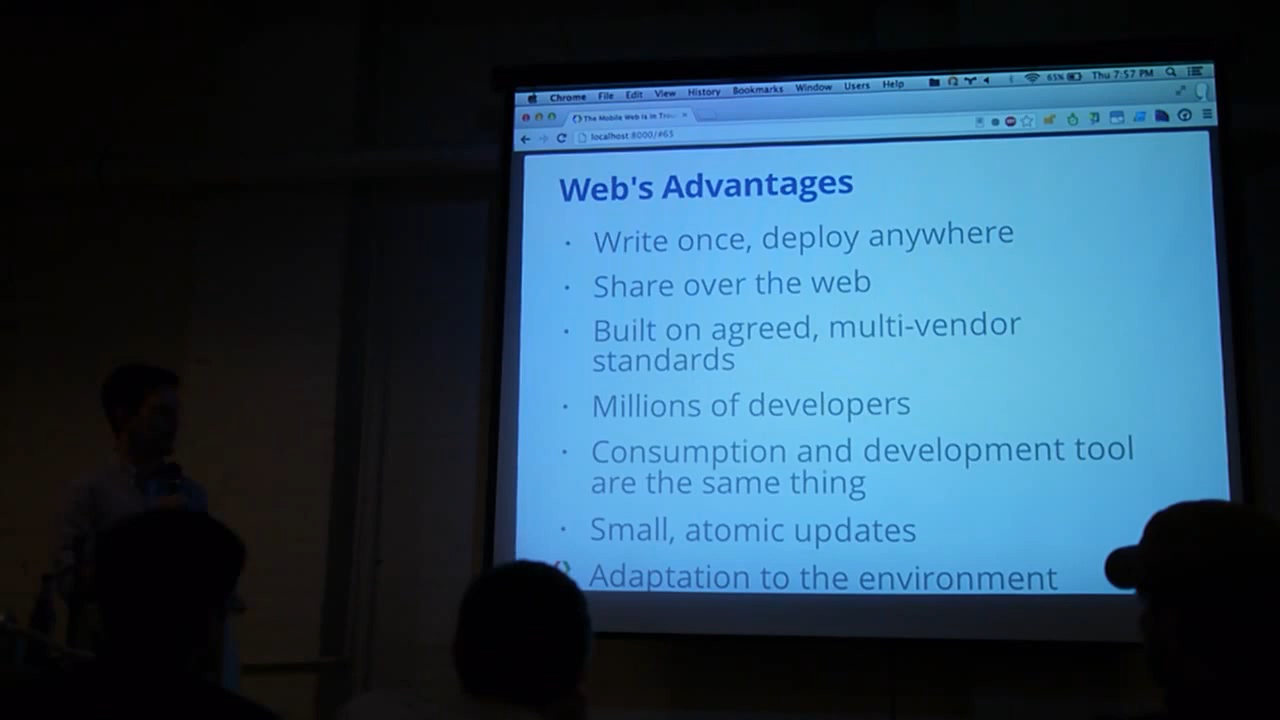 Chrome File Edit View History Bookmarks Window Users Help 65% Thu 7:57 PM
The Mobile Web is in Trou
localhost:8000/#65
Web's Advantages
· Write once, deploy anywhere
· Share over the web
· Built on agreed, multi-vendor
standards
· Millions of developers
· Consumption and development tool
are the same thing
· Small, atomic updates
Adaptation to the environment